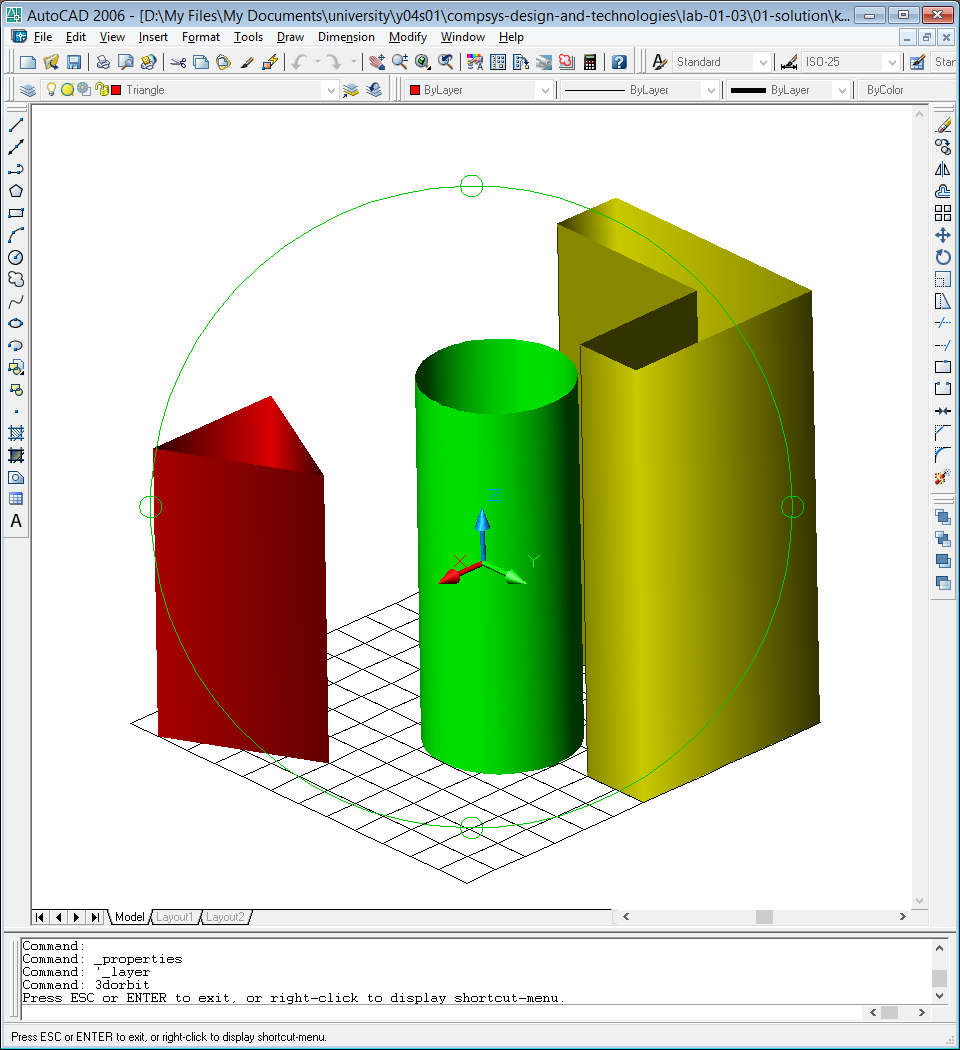 AutoCAD 2006 - [D:\My Files\My Documents\university\y04s01\compsys-design-and-technologies\lab-01-03\01-solution\k...
File Edit View Insert Format Tools Draw Dimension Modify Window Help
Standard ISO-25 Stan
Triangle ByLayer ByLayer ByLayer ByColor
X Y
A
Model Layout1 Layout2
Command:
Command: _properties
Command: '_layer
Command: 3dorbit
Press ESC or ENTER to exit, or right-click to display shortcut-menu.
Press ESC or ENTER to exit, or right-click to display shortcut-menu.